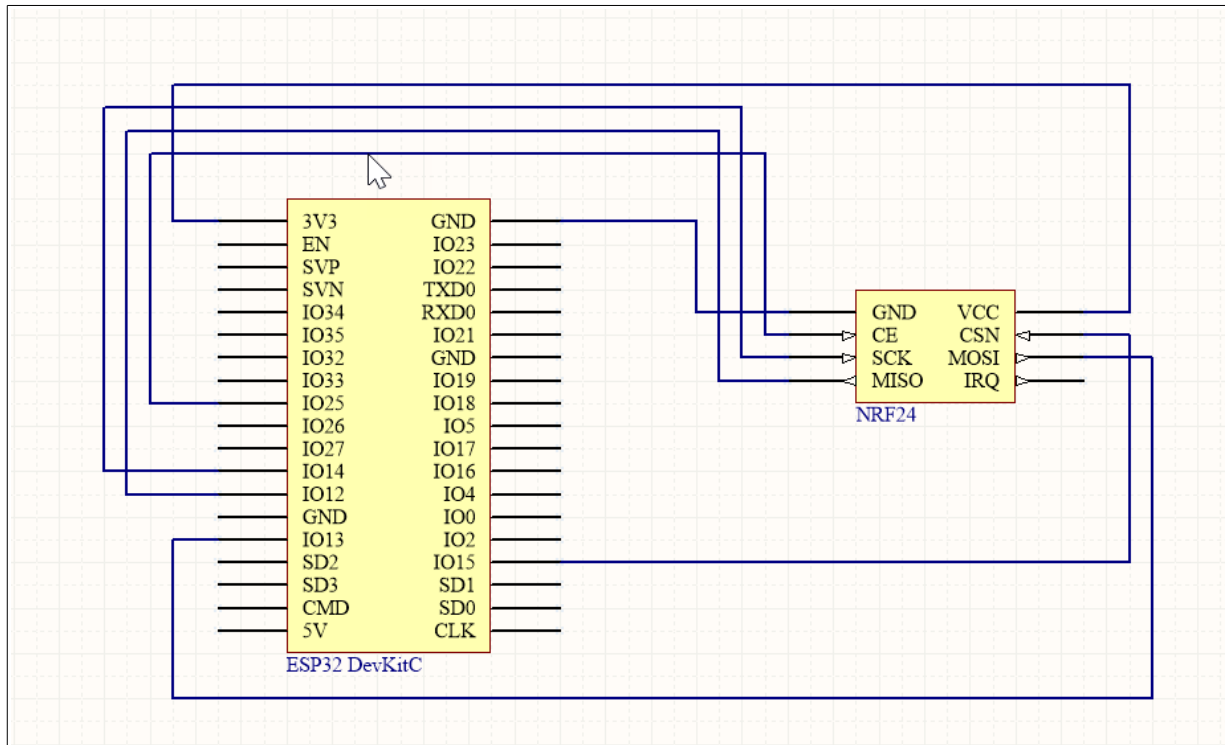 3V3 GND
EN IO23
SVP IO22
SVN TXD0
IO34 RXD0
IO35 IO21
IO32 GND
IO33 IO19
IO25 IO18
IO26 IO5
IO27 IO17
IO14 IO16
IO12 IO4
GND IO0
IO13 IO2
SD2 IO15
SD3 SD1
CMD SD0
5V CLK
ESP32 DevKitC
GND VCC
CE CSN
SCK MOSI
MISO IRQ
NRF24